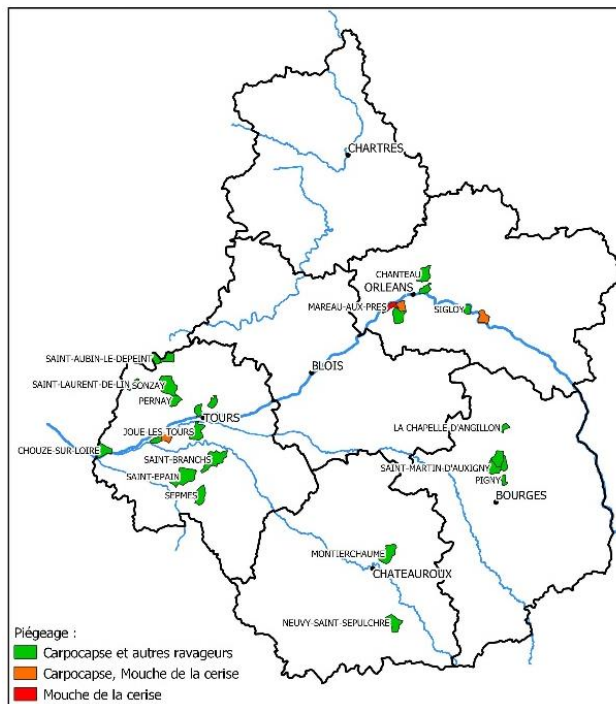 CHARTRES
CHANTEAU
ORLEANS
MAREAU-AUX-PRES
SIGLOY
SAINT-AUBIN-LE-DEPEINT
BLOIS
SAINT-LAURENT-DE-LIN
SONZAY
PERNAY
TOURS
JOUE-LES-TOURS
LA CHAPELLE-D'ANGILLON
CHOUZE-SUR-LOIRE
SAINT-BRANCHS
SAINT-MARTIN-D'AUXIGNY
SAINT-EPAIN
PIGNY
SEPMES
BOURGES
MONTIERCHAUME
CHATEAUROUX
NEUVY-SAINT-SEPULCHRE
Piégeage :
Carpocapse et autres ravageurs
Carpocapse, Mouche de la cerise
Mouche de la cerise